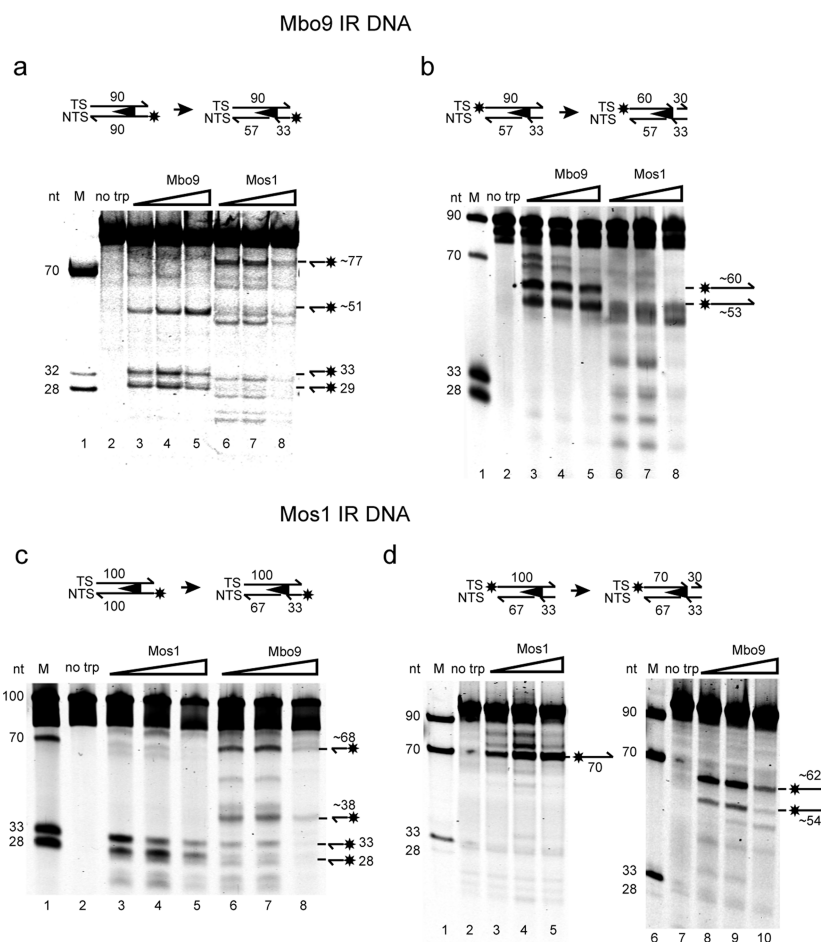 Mbo9 IR DNA
a
90
TS
NTS
90
90
57 33
nt M no trp Mbo9 Mos1
70
32
28
~77
~51
33
29
1 2 3 4 5 6 7 8
b
90
TS
NTS
57 33
60 30
TS
NTS
57 33
nt M no trp Mbo9 Mos1
90
70
33
28
~60
~53
1 2 3 4 5 6 7 8
Mos1 IR DNA
c
100
TS
NTS
100
100
67 33
nt M no trp Mos1 Mbo9
100
70
33
28
~68
~38
33
28
1 2 3 4 5 6 7 8
d
100
TS
NTS
67 33
70 30
TS
NTS
67 33
nt M no trp Mos1
90
70
33
28
70
1 2 3 4 5
nt M no trp Mbo9
90
70
33
28
~62
~54
6 7 8 9 10